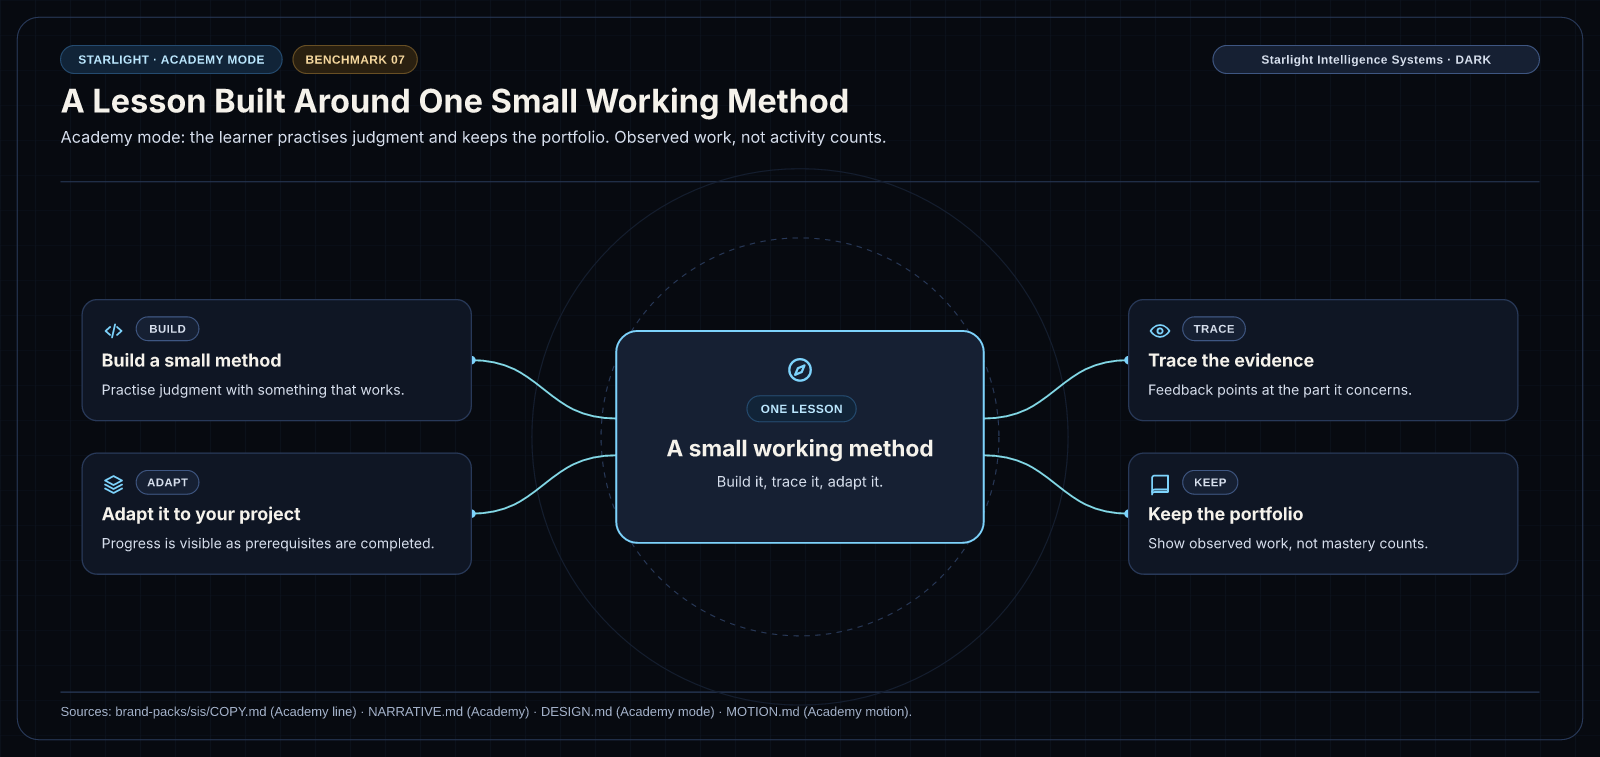 STARLIGHT · ACADEMY MODE
BENCHMARK 07
Starlight Intelligence Systems · DARK
A Lesson Built Around One Small Working Method
Academy mode: the learner practises judgment and keeps the portfolio. Observed work, not activity counts.
BUILD
Build a small method
Practise judgment with something that works.
ADAPT
Adapt it to your project
Progress is visible as prerequisites are completed.
ONE LESSON
A small working method
Build it, trace it, adapt it.
TRACE
Trace the evidence
Feedback points at the part it concerns.
KEEP
Keep the portfolio
Show observed work, not mastery counts.
Sources: brand-packs/sis/COPY.md (Academy line) · NARRATIVE.md (Academy) · DESIGN.md (Academy mode) · MOTION.md (Academy motion).